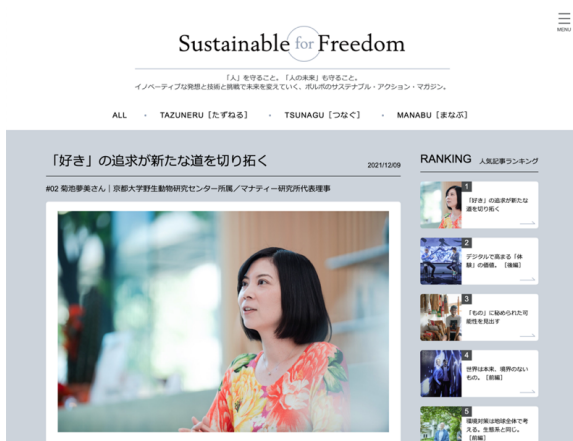 MENU
Sustainable for Freedom
「人」を守ること。「人の未来」も守ること。
イノベーティブな発想と技術と挑戦で未来を変えていく、ボルボのサステナブル・アクション・マガジン。
ALL ・ TAZUNERU［たずねる］ ・ TSUNAGU［つなぐ］ ・ MANABU［まなぶ］
「好き」の追求が新たな道を切り拓く
2021/12/09
#02 菊池夢美さん｜京都大学野生動物研究センター所属／マナティー研究所代表理事
RANKING 人気記事ランキング
1
「好き」の追求が新たな
道を切り拓く
2
デジタルで高まる「体
験」の価値。［後編］
3
「もの」に秘められた可
能性を見出す
4
世界は本来、境界のない
もの。［前編］
5
環境対策は地球全体で考
える。生態系と同じ。
［前編］